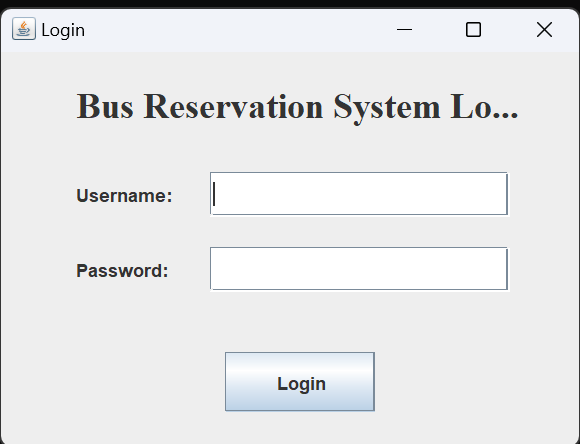 Login
Bus Reservation System Lo...
Username:
Password:
Login